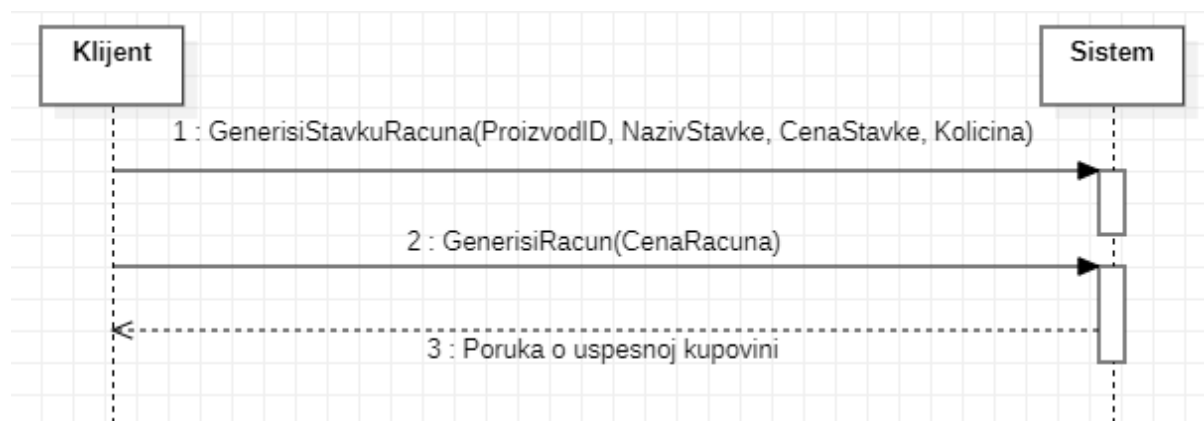 Klijent
Sistem
1 : GenerisiStavkuRacuna(ProizvodID, NazivStavke, CenaStavke, Kolicina)
2 : GenerisiRacun(CenaRacuna)
3 : Poruka o uspesnoj kupovini